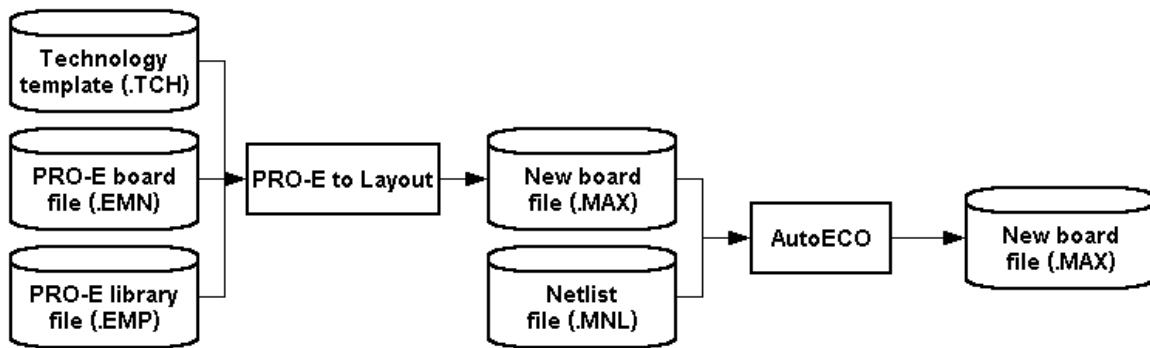 Technology
template (.TCH)
PRO-E board
file (.EMN)
PRO-E library
file (.EMP)
PRO-E to Layout
New board
file (.MAX)
Netlist
file (.MNL)
AutoECO
New board
file (.MAX)